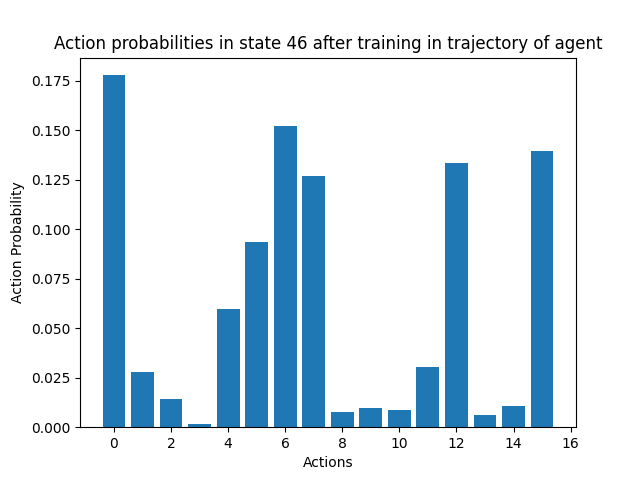 Action probabilities in state 46 after training in trajectory of agent
0.175
0.150
0.125
0.100
0.075
0.050
0.025
0.000
Action Probability
0 2 4 6 8 10 12 14 16
Actions